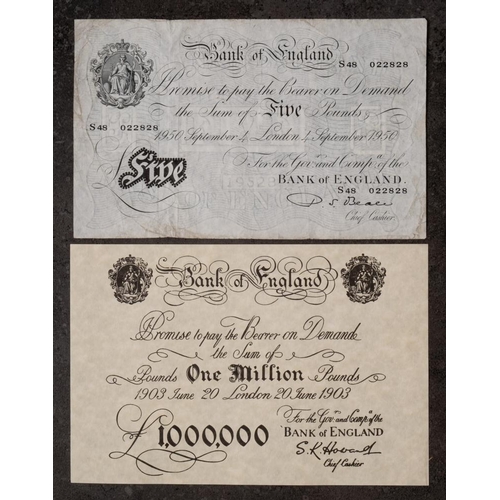 Bank of England
S48 022828
I Promise to pay the Bearer on Demand
the Sum of Five Pounds
S48 022828
1950 September 4 London 4 September 1950
£ Five
For the Govr. and Compa. of the
BANK OF ENGLAND.
S48 022828
P. S. Beale
Chief Cashier.
Bank of England
I Promise to pay the Bearer on Demand
the Sum of
Pounds One Million Pounds
1903 June 20 London 20 June 1903
£ 1,000,000
For the Govr. and Compa. of the
BANK OF ENGLAND
S.K. Howard
Chief Cashier